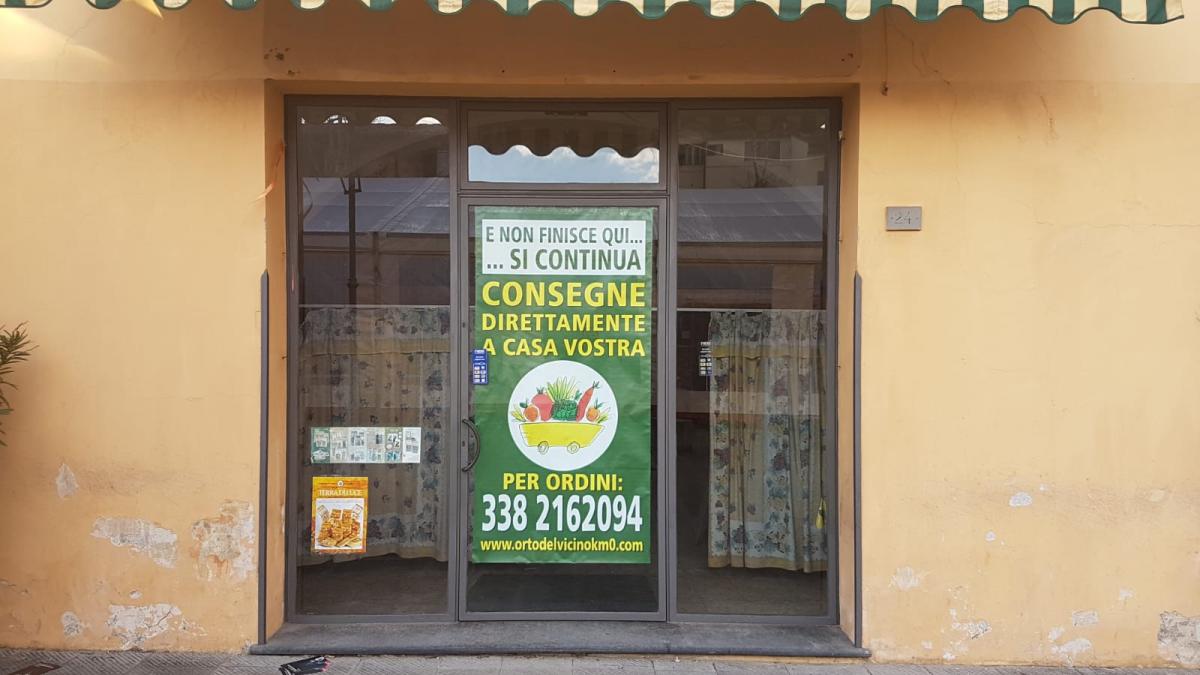 24
E NON FINISCE QUI...
... SI CONTINUA
CONSEGNE
DIRETTAMENTE
A CASA VOSTRA
PER ORDINI:
338 2162094
www.ortodelvicinokm0.com